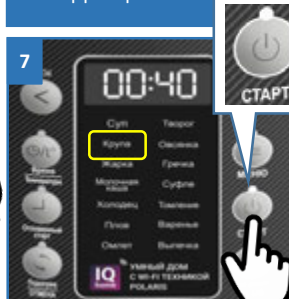 7
00:40
СТАРТ
Суп Творог
Крупа Овсянка
Жарка Гречка
Молочная каша Суфле
Холодец Томление
Плов Варенье
Омлет Выпечка
МЕНЮ
IQ
УМНЫЙ ДОМ
С WI-FI ТЕХНИКОЙ
POLARIS